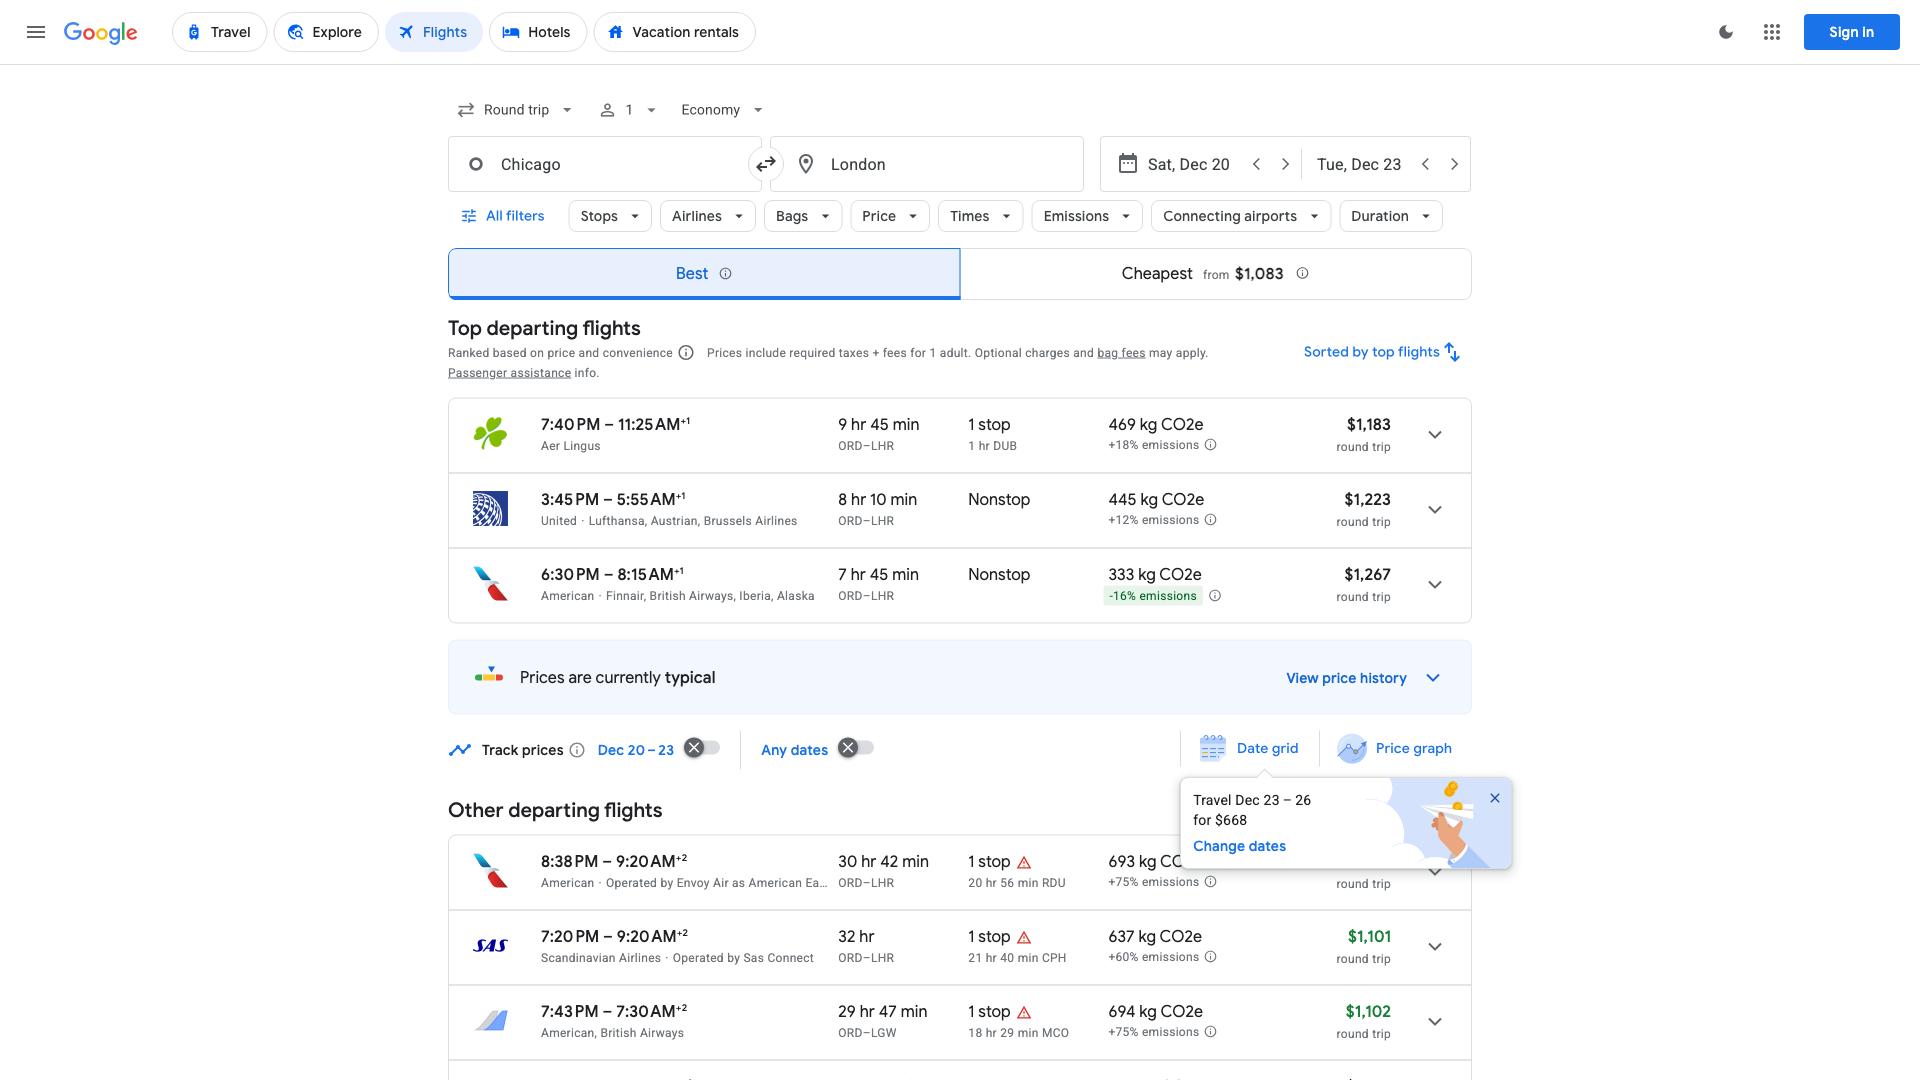 Google
Travel
Explore
Flights
Hotels
Vacation rentals
Sign in
Round trip
1
Economy
Chicago
London
Sat, Dec 20
Tue, Dec 23
All filters
Stops
Airlines
Bags
Price
Times
Emissions
Connecting airports
Duration
Best
Cheapest from $1,083
Top departing flights
Ranked based on price and convenience
Prices include required taxes + fees for 1 adult. Optional charges and bag fees may apply.
Passenger assistance info.
Sorted by top flights
7:40 PM – 11:25 AM+1
Aer Lingus
9 hr 45 min
ORD–LHR
1 stop
1 hr DUB
469 kg CO2e
+18% emissions
$1,183
round trip
3:45 PM – 5:55 AM+1
United · Lufthansa, Austrian, Brussels Airlines
8 hr 10 min
ORD–LHR
Nonstop
445 kg CO2e
+12% emissions
$1,223
round trip
6:30 PM – 8:15 AM+1
American · Finnair, British Airways, Iberia, Alaska
7 hr 45 min
ORD–LHR
Nonstop
333 kg CO2e
-16% emissions
$1,267
round trip
Prices are currently typical
View price history
Track prices
Dec 20 – 23
Any dates
Date grid
Price graph
Travel Dec 23 – 26
for $668
Change dates
Other departing flights
8:38 PM – 9:20 AM+2
American · Operated by Envoy Air as American Ea...
30 hr 42 min
ORD–LHR
1 stop
20 hr 56 min RDU
693 kg CO
+75% emissions
round trip
SAS
7:20 PM – 9:20 AM+2
Scandinavian Airlines · Operated by Sas Connect
32 hr
ORD–LHR
1 stop
21 hr 40 min CPH
637 kg CO2e
+60% emissions
$1,101
round trip
7:43 PM – 7:30 AM+2
American, British Airways
29 hr 47 min
ORD–LGW
1 stop
18 hr 29 min MCO
694 kg CO2e
+75% emissions
$1,102
round trip